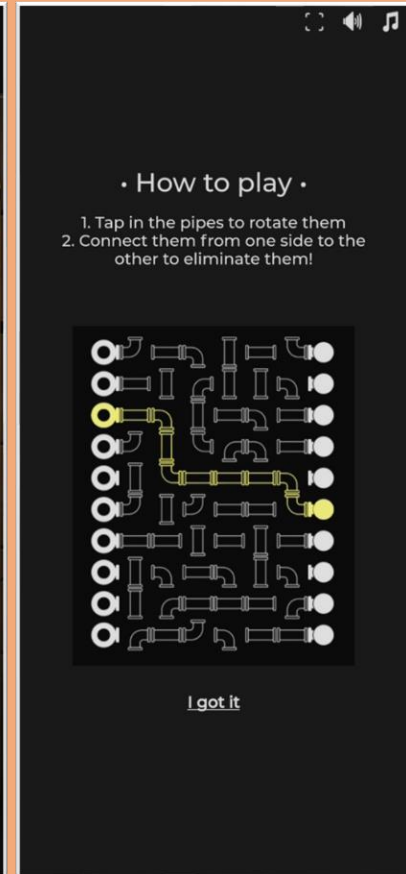 • How to play •
1. Tap in the pipes to rotate them
2. Connect them from one side to the
other to eliminate them!
I got it